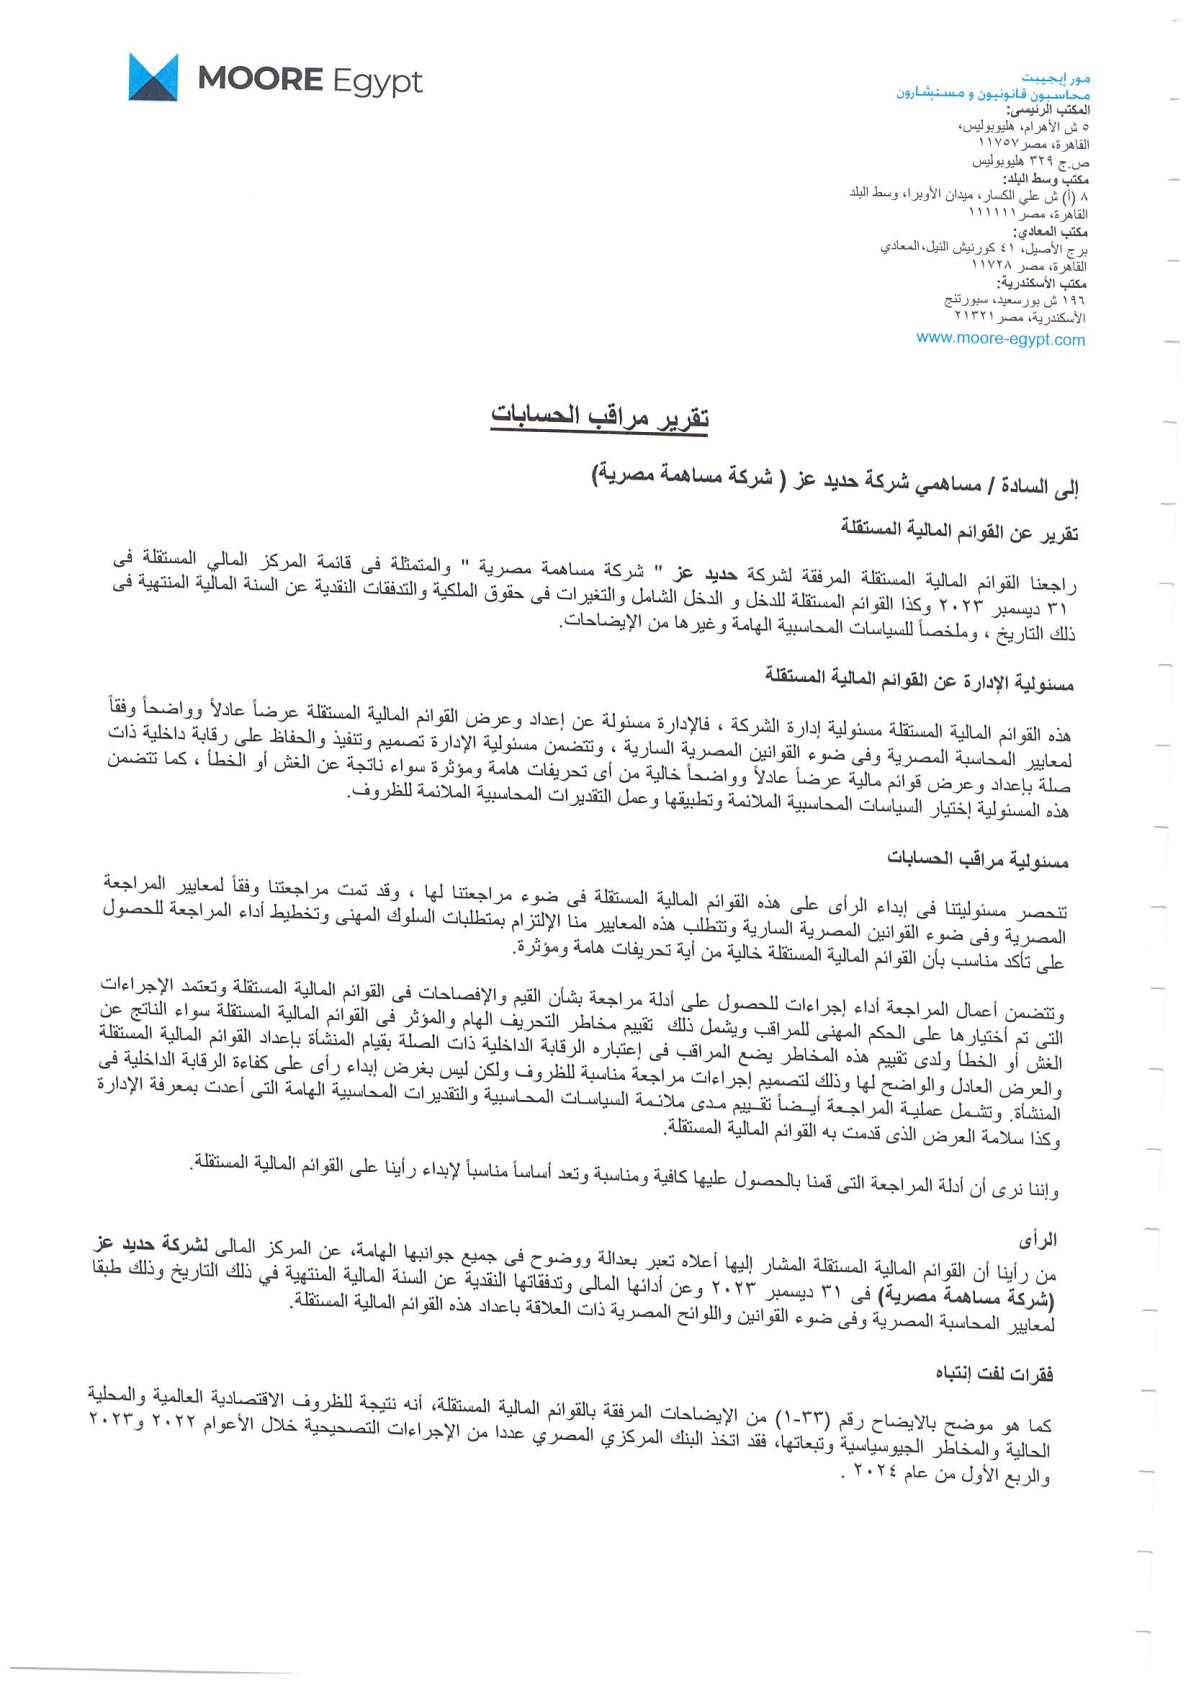 MOORE Egypt
مور إيجيبت
محاسبون قانونيون و مستشارون
المكتب الرئيسى:
٥ ش الأهرام، هليوبوليس،
القاهرة، مصر ١١٧٥٧
ص.ج ٣٢٩ هليوبوليس
مكتب وسط البلد:
٨ (أ) ش علي الكسار، ميدان الأوبرا، وسط البلد
القاهرة، مصر ١١١١١١
مكتب المعادي:
برج الأصيل، ٤١ كورنيش النيل،المعادي
القاهرة، مصر ١١٧٢٨
مكتب الأسكندرية:
١٩٦ ش بورسعيد، سبورتنج
الأسكندرية، مصر ٢١٣٢١
www.moore-egypt.com
تقرير مراقب الحسابات
إلى السادة / مساهمي شركة حديد عز ( شركة مساهمة مصرية)
تقرير عن القوائم المالية المستقلة
راجعنا القوائم المالية المستقلة المرفقة لشركة حديد عز " شركة مساهمة مصرية " والمتمثلة فى قائمة المركز المالي المستقلة فى
٣١ ديسمبر ٢٠٢٣ وكذا القوائم المستقلة للدخل و الدخل الشامل والتغيرات فى حقوق الملكية والتدفقات النقدية عن السنة المالية المنتهية فى
ذلك التاريخ ، وملخصاً للسياسات المحاسبية الهامة وغيرها من الإيضاحات.
مسئولية الإدارة عن القوائم المالية المستقلة
هذه القوائم المالية المستقلة مسئولية إدارة الشركة ، فالإدارة مسئولة عن إعداد وعرض القوائم المالية المستقلة عرضاً عادلاً وواضحاً وفقاً
لمعايير المحاسبة المصرية وفى ضوء القوانين المصرية السارية ، وتتضمن مسئولية الإدارة تصميم وتنفيذ والحفاظ على رقابة داخلية ذات
صلة بإعداد وعرض قوائم مالية عرضاً عادلاً وواضحاً خالية من أى تحريفات هامة ومؤثرة سواء ناتجة عن الغش أو الخطأ ، كما تتضمن
هذه المسئولية إختيار السياسات المحاسبية الملائمة وتطبيقها وعمل التقديرات المحاسبية الملائمة للظروف.
مسئولية مراقب الحسابات
تنحصر مسئوليتنا فى إبداء الرأى على هذه القوائم المالية المستقلة فى ضوء مراجعتنا لها ، وقد تمت مراجعتنا وفقاً لمعايير المراجعة
المصرية وفى ضوء القوانين المصرية السارية وتتطلب هذه المعايير منا الإلتزام بمتطلبات السلوك المهنى وتخطيط أداء المراجعة للحصول
على تأكد مناسب بأن القوائم المالية المستقلة خالية من أية تحريفات هامة ومؤثرة.
وتتضمن أعمال المراجعة أداء إجراءات للحصول على أدلة مراجعة بشأن القيم والإفصاحات فى القوائم المالية المستقلة وتعتمد الإجراءات
التى تم أختيارها على الحكم المهنى للمراقب ويشمل ذلك تقييم مخاطر التحريف الهام والمؤثر فى القوائم المالية المستقلة سواء الناتج عن
الغش أو الخطأ ولدى تقييم هذه المخاطر يضع المراقب فى إعتباره الرقابة الداخلية ذات الصلة بقيام المنشأة بإعداد القوائم المالية المستقلة
والعرض العادل والواضح لها وذلك لتصميم إجراءات مراجعة مناسبة للظروف ولكن ليس بغرض إبداء رأى على كفاءة الرقابة الداخلية فى
المنشأة. وتشمل عملية المراجعة أيضاً تقييم مدى ملائمة السياسات المحاسبية والتقديرات المحاسبية الهامة التى أعدت بمعرفة الإدارة
وكذا سلامة العرض الذى قدمت به القوائم المالية المستقلة.
وإننا نرى أن أدلة المراجعة التى قمنا بالحصول عليها كافية ومناسبة وتعد أساساً مناسباً لإبداء رأينا على القوائم المالية المستقلة.
الرأى
من رأينا أن القوائم المالية المستقلة المشار إليها أعلاه تعبر بعدالة ووضوح فى جميع جوانبها الهامة، عن المركز المالى لشركة حديد عز
(شركة مساهمة مصرية) فى ٣١ ديسمبر ٢٠٢٣ وعن أدائها المالى وتدفقاتها النقدية عن السنة المالية المنتهية في ذلك التاريخ وذلك طبقا
لمعايير المحاسبة المصرية وفى ضوء القوانين واللوائح المصرية ذات العلاقة باعداد هذه القوائم المالية المستقلة.
فقرات لفت إنتباه
كما هو موضح بالايضاح رقم (٣٣-١) من الإيضاحات المرفقة بالقوائم المالية المستقلة، أنه نتيجة للظروف الاقتصادية العالمية والمحلية
الحالية والمخاطر الجيوسياسية وتبعاتها، فقد اتخذ البنك المركزي المصري عددا من الإجراءات التصحيحية خلال الأعوام ٢٠٢٢ و٢٠٢٣
والربع الأول من عام ٢٠٢٤ .